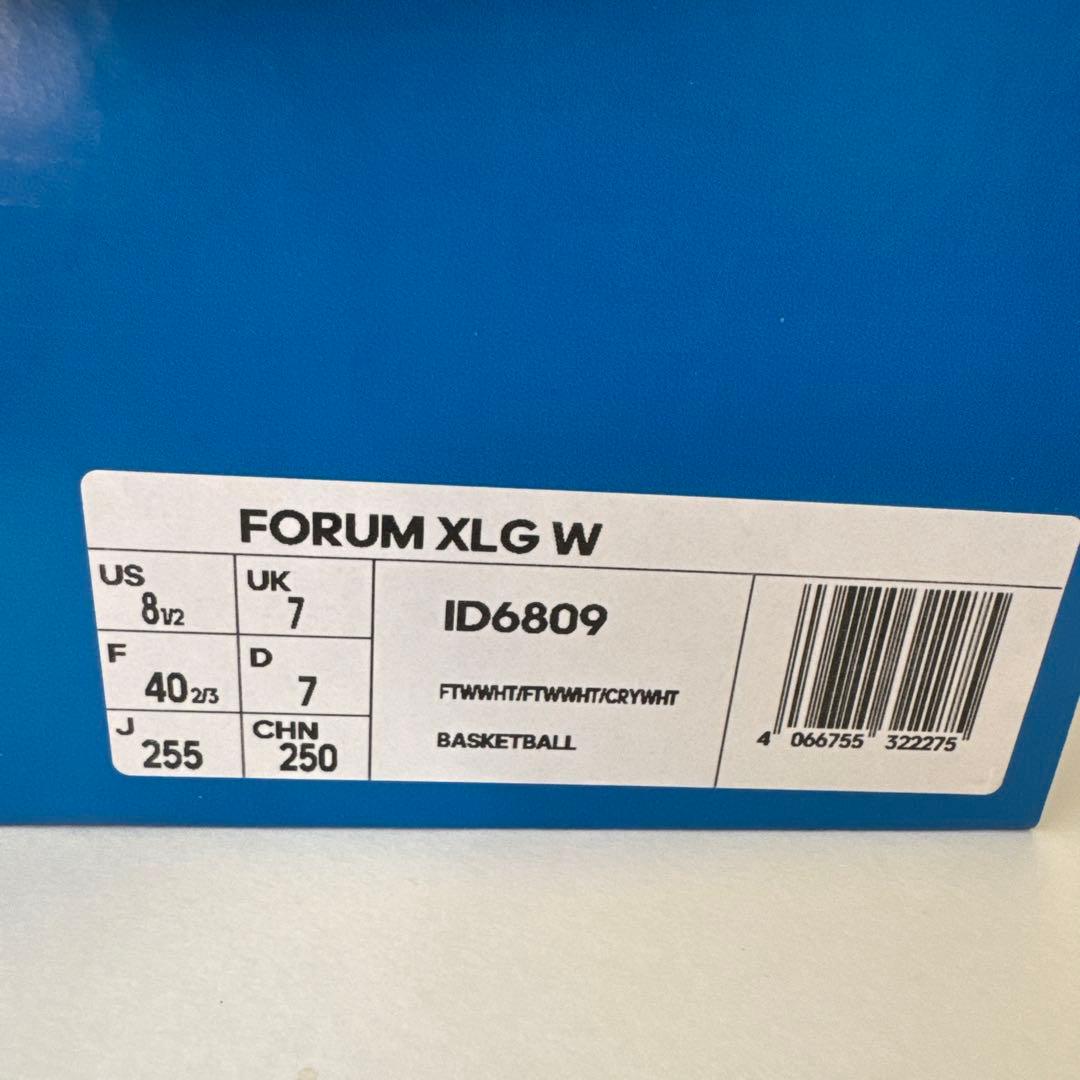 FORUM XLG W
US 8 1/2
UK 7
F 40 2/3
D 7
J 255
CHN 250
ID6809
FTWWHT/FTWWHT/CRYWHT
BASKETBALL
4 066755 322275